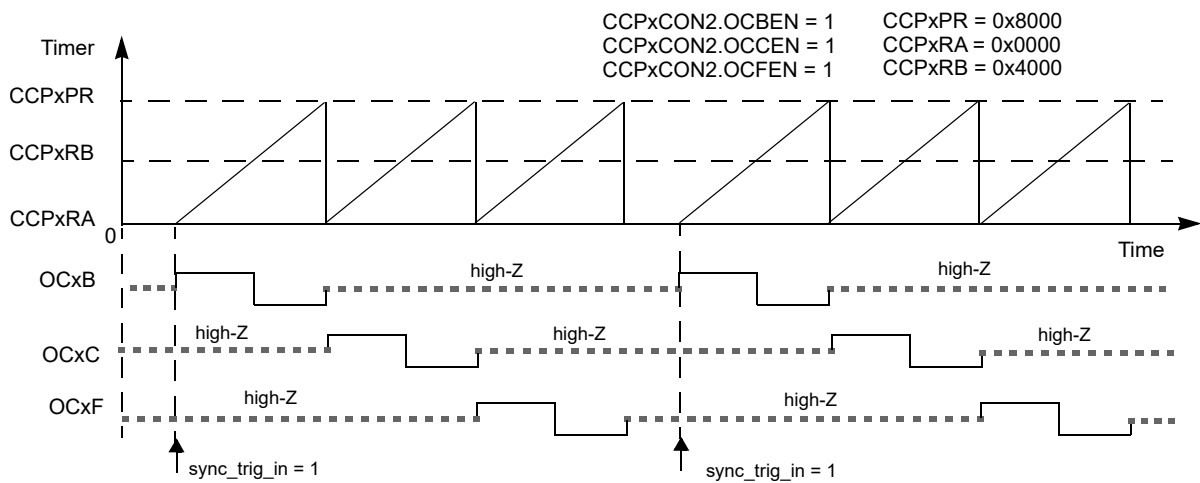 CCPxCON2.OCBEN = 1 CCPxPR = 0x8000
Timer CCPxCON2.OCCEN = 1 CCPxRA = 0x0000
CCPxCON2.OCFEN = 1 CCPxRB = 0x4000
CCPxPR
CCPxRB
CCPxRA
0
Time
OCxB high-Z high-Z
high-Z high-Z high-Z
OCxC
OCxF high-Z high-Z
sync_trig_in = 1 sync_trig_in = 1